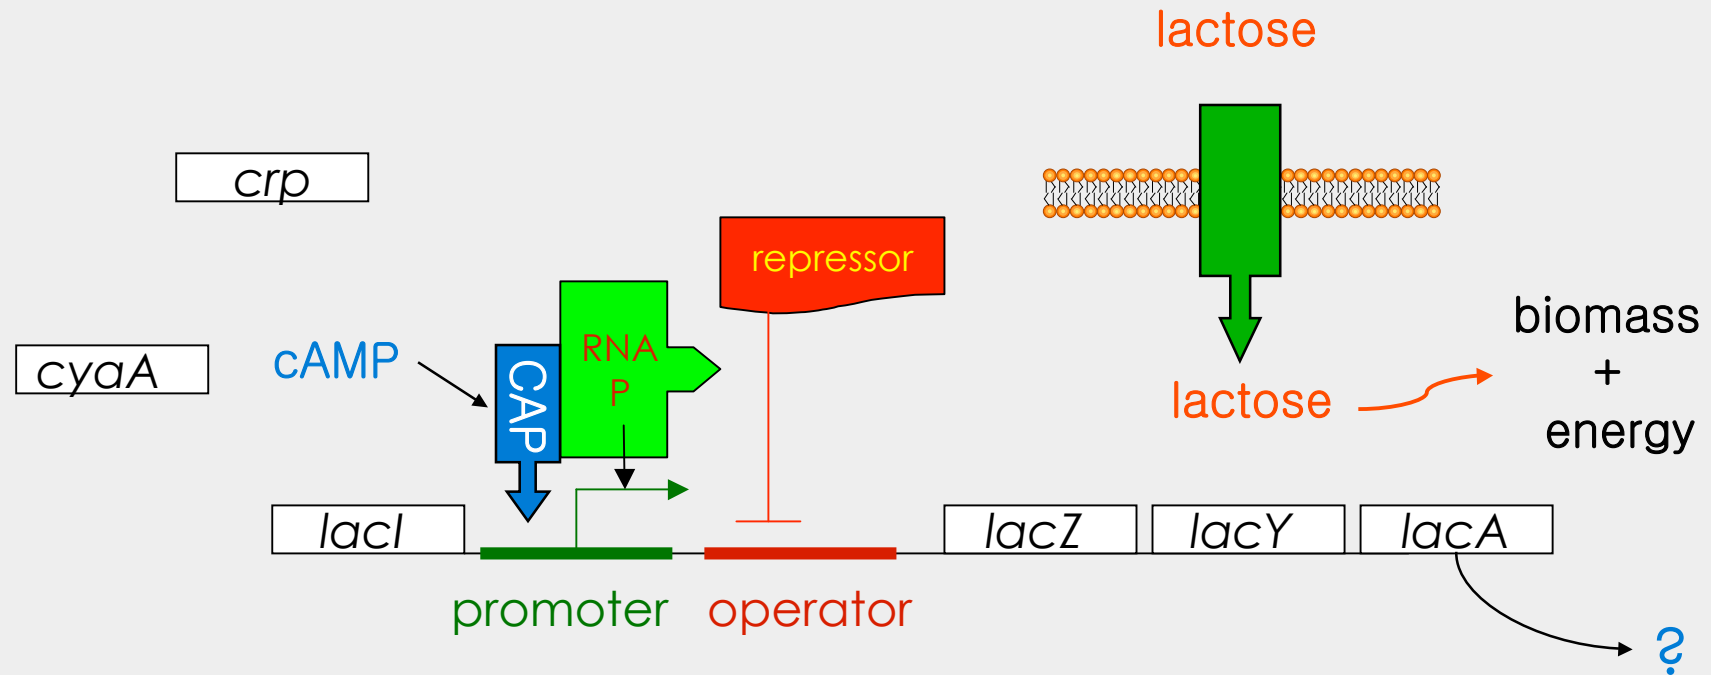 lactose
crp
repressor
biomass
+
energy
cyaA
cAMP
CAP
RNA
P
lactose
lacI
lacZ
lacY
lacA
promoter
operator
?